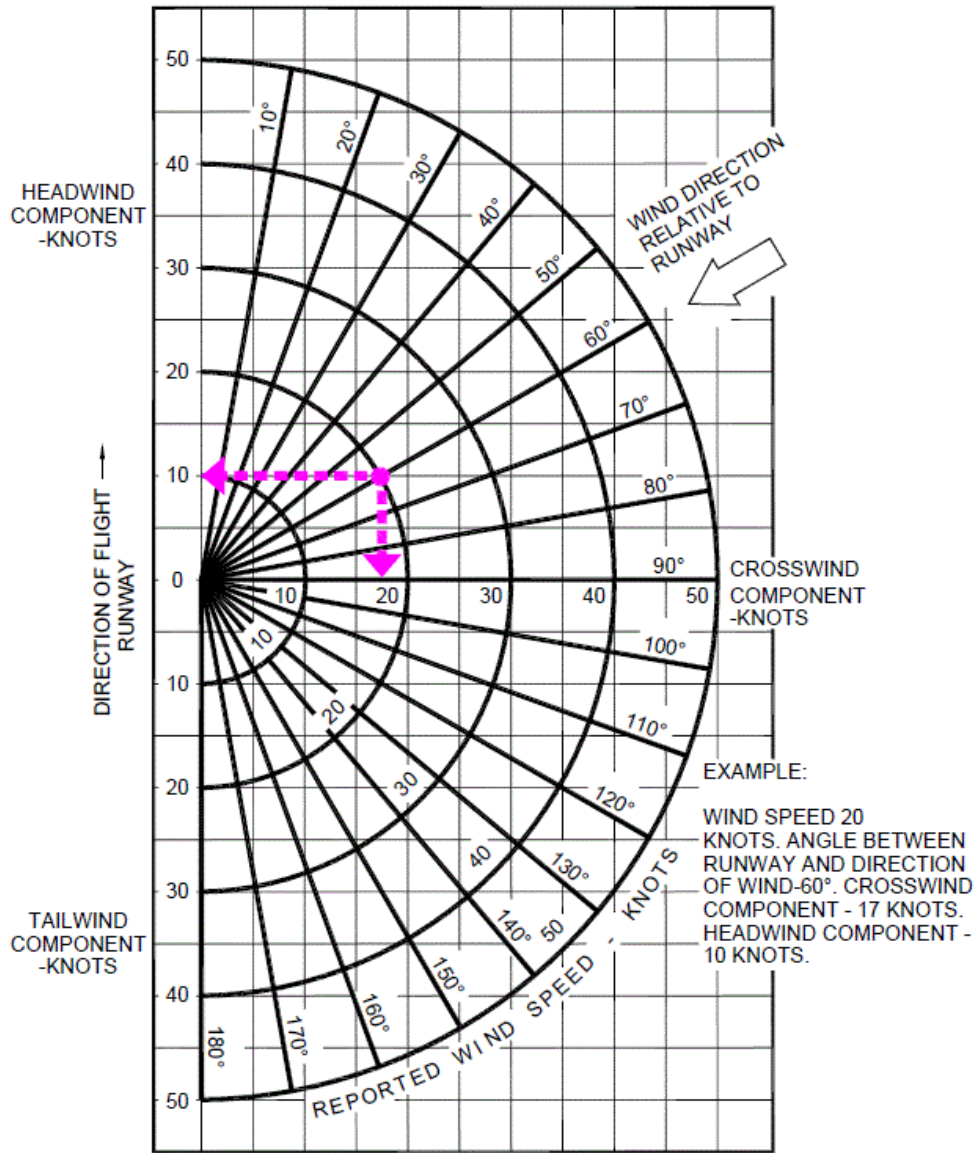 50
10°
20°
30°
40°
50°
60°
70°
80°
90°
40
30
20
10
0
HEADWIND
COMPONENT
-KNOTS
WIND DIRECTION
RELATIVE TO
RUNWAY
DIRECTION OF FLIGHT
RUNWAY
10
20
30
40
50
CROSSWIND
COMPONENT
-KNOTS
10
20
30
40
50
10
20
30
40
50
100°
110°
120°
130°
140°
150°
160°
170°
180°
TAILWIND
COMPONENT
-KNOTS
REPORTED WIND SPEED - KNOTS
EXAMPLE:
WIND SPEED 20
KNOTS. ANGLE BETWEEN
RUNWAY AND DIRECTION
OF WIND-60°. CROSSWIND
COMPONENT - 17 KNOTS.
HEADWIND COMPONENT -
10 KNOTS.